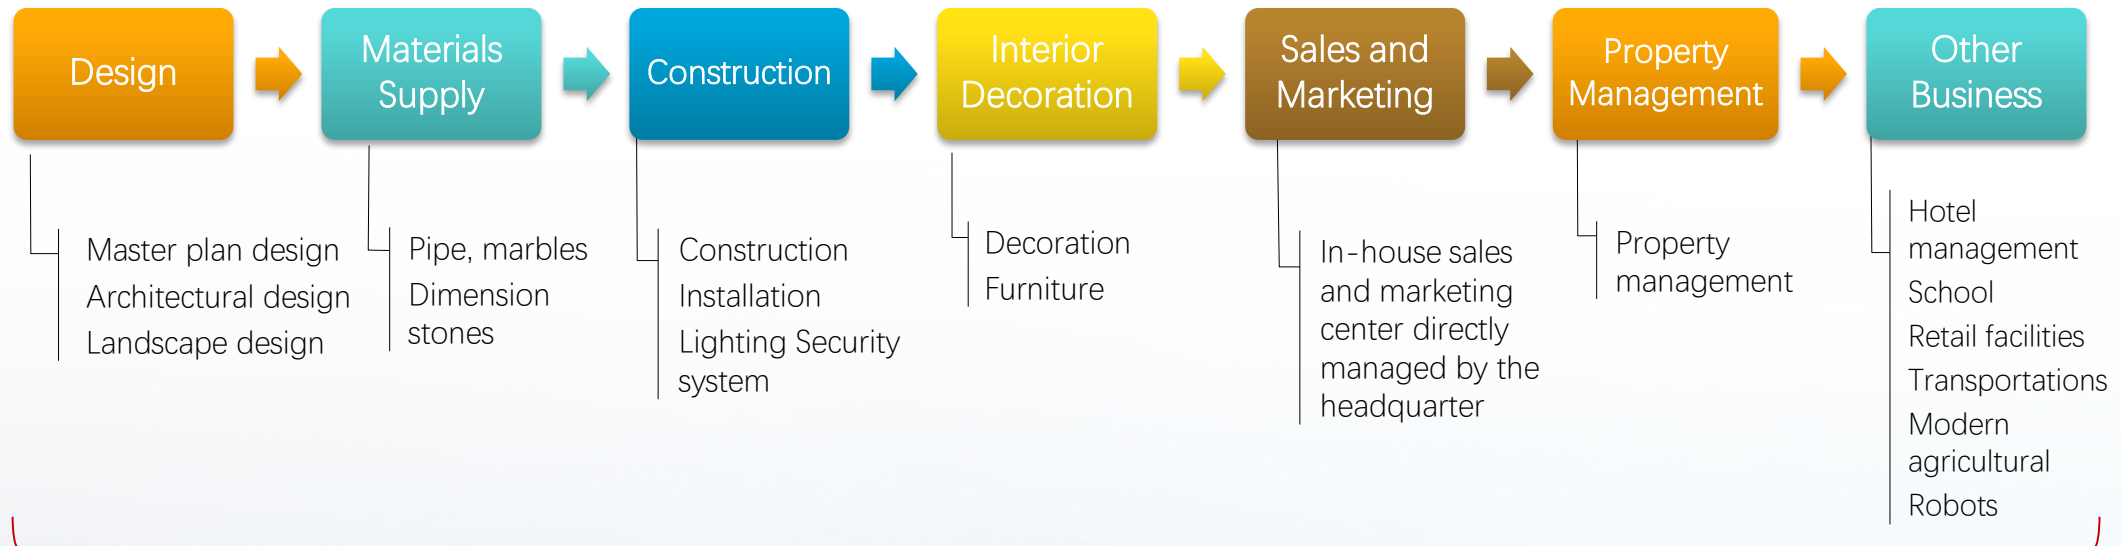 Design
Materials
Supply
Construction
Interior
Decoration
Sales and
Marketing
Property
Management
Other
Business
Master plan design
Architectural design
Landscape design
Pipe, marbles
Dimension
stones
Construction
Installation
Lighting Security
system
Decoration
Furniture
In-house sales
and marketing
center directly
managed by the
headquarter
Property
management
Hotel
management
School
Retail facilities
Transportations
Modern
agricultural
Robots